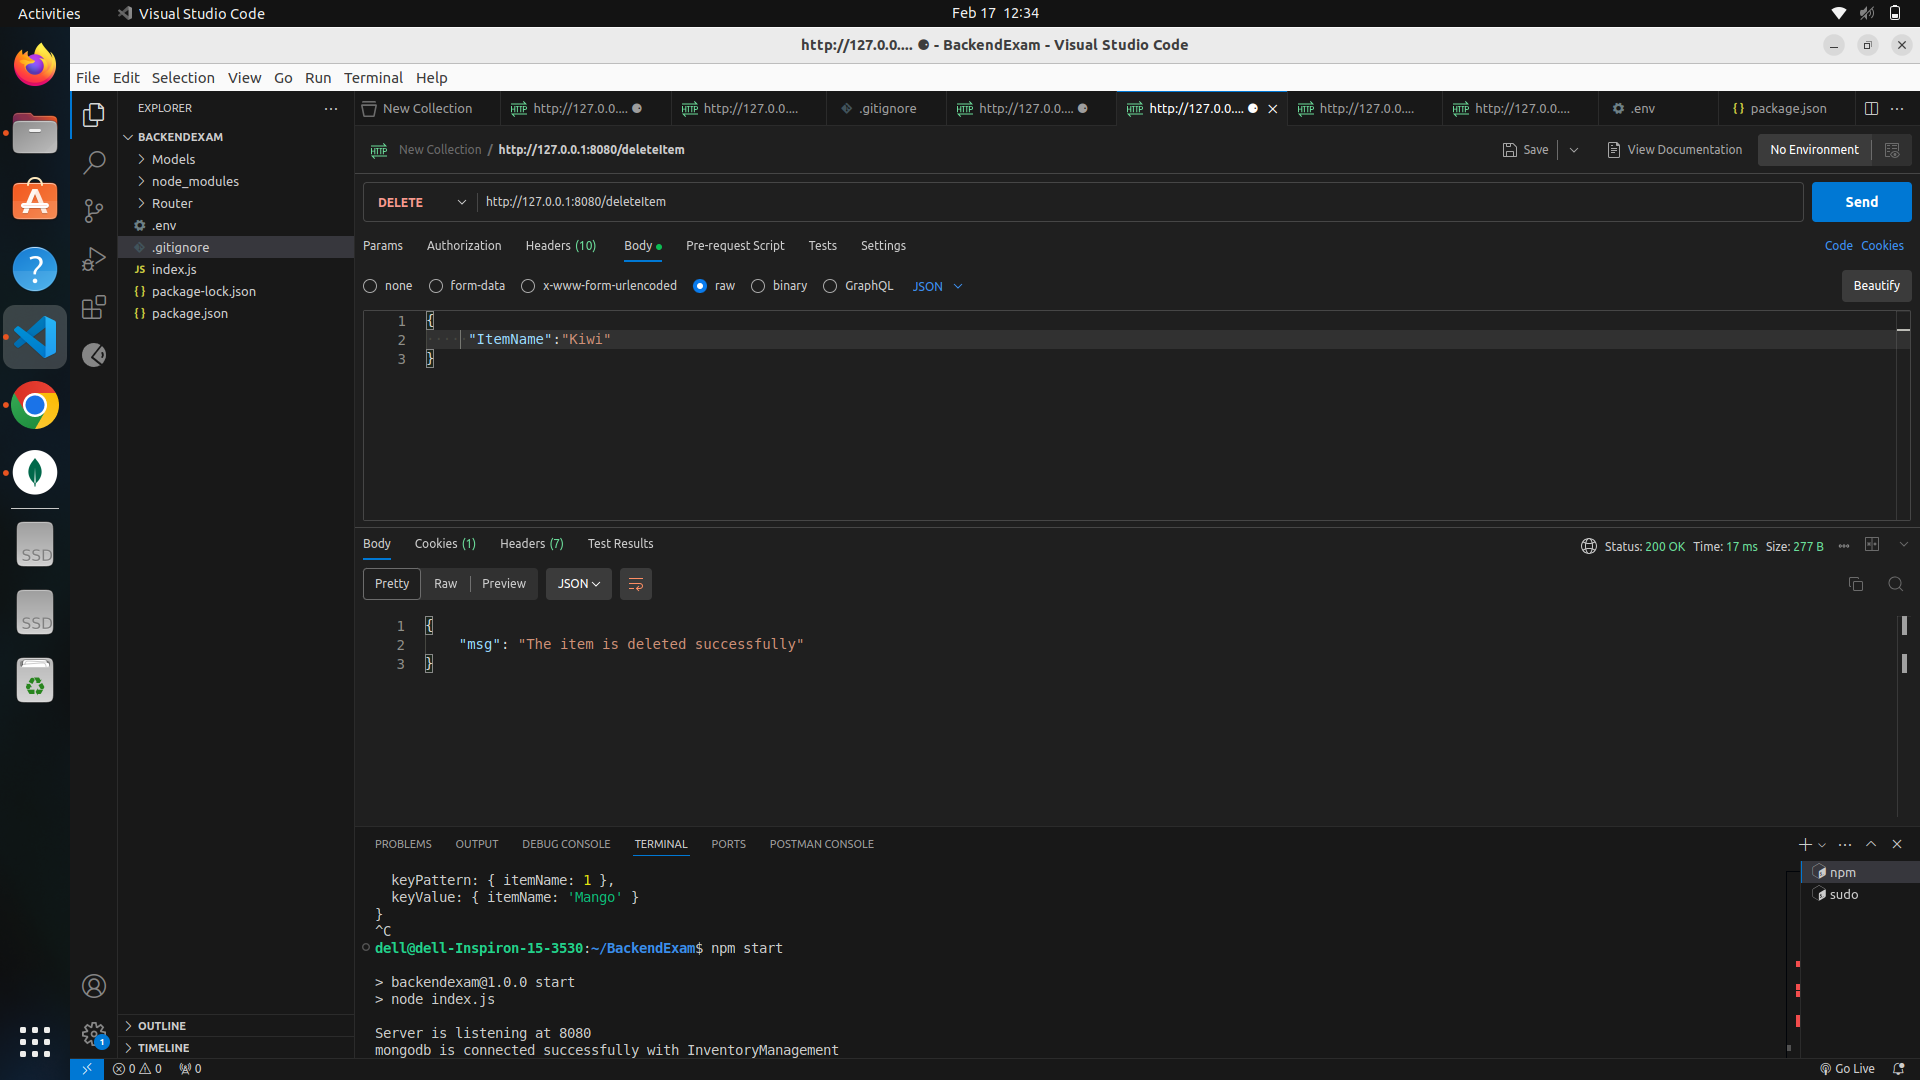 Activities Visual Studio Code Feb 17 12:34
http://127.0.0.... ● - BackendExam - Visual Studio Code
File Edit Selection View Go Run Terminal Help
EXPLORER
New Collection http://127.0.0.... http://127.0.0.... .gitignore http://127.0.0.... http://127.0.0.... http://127.0.0.... http://127.0.0.... .env package.json
BACKENDEXAM
Models
node_modules
Router
.env
.gitignore
JS index.js
{ } package-lock.json
{ } package.json
OUTLINE
TIMELINE
HTTP New Collection / http://127.0.0.1:8080/deleteItem Save View Documentation No Environment
DELETE http://127.0.0.1:8080/deleteItem Send
Params Authorization Headers (10) Body Pre-request Script Tests Settings Code Cookies
none form-data x-www-form-urlencoded raw binary GraphQL JSON Beautify
1 {
2 "ItemName":"Kiwi"
3 }
Body Cookies (1) Headers (7) Test Results Status: 200 OK Time: 17 ms Size: 277 B
Pretty Raw Preview JSON
1 {
2 "msg": "The item is deleted successfully"
3 }
PROBLEMS OUTPUT DEBUG CONSOLE TERMINAL PORTS POSTMAN CONSOLE
keyPattern: { itemName: 1 },
keyValue: { itemName: 'Mango' }
}
^C
dell@dell-Inspiron-15-3530:~/BackendExam$ npm start
> backendexam@1.0.0 start
> node index.js
Server is listening at 8080
mongodb is connected successfully with InventoryManagement
npm
sudo
SSD
SSD
1
0 0 0 Go Live